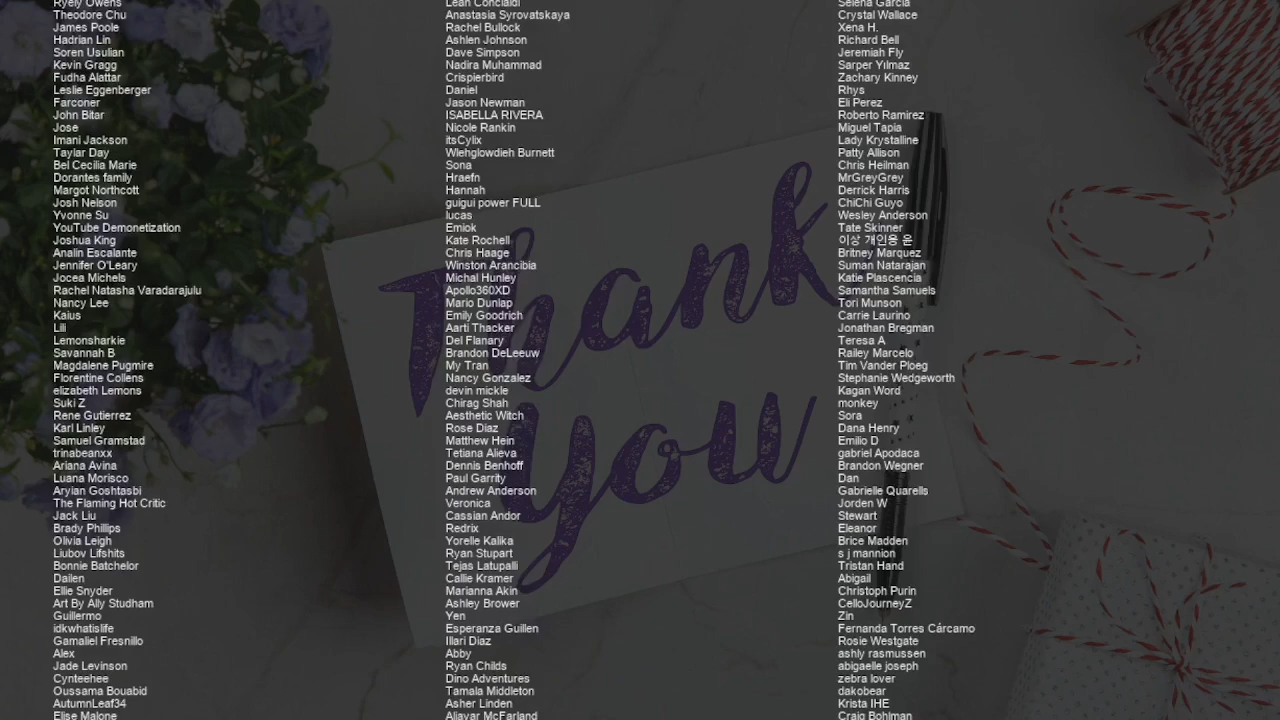 Ryely Owens
Theodore Chu
James Poole
Hadrian Lin
Soren Usulian
Kevin Gragg
Fudha Alattar
Leslie Eggenberger
Farconer
John Bitar
Jose
Imani Jackson
Taylar Day
Bel Cecilia Marie
Dorantes family
Margot Northcott
Josh Nelson
Yvonne Su
YouTube Demonetization
Joshua King
Analin Escalante
Jennifer O'Leary
Jocea Michels
Rachel Natasha Varadarajulu
Nancy Lee
Kaius
Lili
Lemonsharkie
Savannah B
Magdalene Pugmire
Florentine Collens
elizabeth Lemons
Suki Z
Rene Gutierrez
Karl Linley
Samuel Gramstad
trinabeanxx
Ariana Avina
Luana Morisco
Aryian Goshtasbi
The Flaming Hot Critic
Jack Liu
Brady Phillips
Olivia Leigh
Liubov Lifshits
Bonnie Batchelor
Dailen
Ellie Snyder
Art By Ally Studham
Guillermo
idkwhatislife
Gamaliel Fresnillo
Alex
Jade Levinson
Cynteehee
Oussama Bouabid
AutumnLeaf34
Elise Malone
Leah Concialdi
Anastasia Syrovatskaya
Rachel Bullock
Ashlen Johnson
Dave Simpson
Nadira Muhammad
Crispierbird
Daniel
Jason Newman
ISABELLA RIVERA
Nicole Rankin
itsCylix
Wlehglowdieh Burnett
Sona
Hraefn
Hannah
guigui power FULL
lucas
Emiok
Kate Rochell
Chris Haage
Winston Arancibia
Michal Hunley
Apollo360XD
Mario Dunlap
Emily Goodrich
Aarti Thacker
Del Flanary
Brandon DeLeeuw
My Tran
Nancy Gonzalez
devin mickle
Chirag Shah
Aesthetic Witch
Rose Diaz
Matthew Hein
Tetiana Alieva
Dennis Benhoff
Paul Garrity
Andrew Anderson
Veronica
Cassian Andor
Redrix
Yorelle Kalika
Ryan Stupart
Tejas Latupalli
Callie Kramer
Marianna Akin
Ashley Brower
Yen
Esperanza Guillen
Illari Diaz
Abby
Ryan Childs
Dino Adventures
Tamala Middleton
Asher Linden
Aliavar McFarland
Selena Garcia
Crystal Wallace
Xena H.
Richard Bell
Jeremiah Fly
Sarper Yılmaz
Zachary Kinney
Rhys
Eli Perez
Roberto Ramirez
Miguel Tapia
Lady Krystalline
Patty Allison
Chris Heilman
MrGreyGrey
Derrick Harris
ChiChi Guyo
Wesley Anderson
Tate Skinner
이상 개인용 윤
Britney Marquez
Suman Natarajan
Katie Plascencia
Samantha Samuels
Tori Munson
Carrie Laurino
Jonathan Bregman
Teresa A
Railey Marcelo
Tim Vander Ploeg
Stephanie Wedgeworth
Kagan Word
monkey
Sora
Dana Henry
Emilio D
gabriel Apodaca
Brandon Wegner
Dan
Gabrielle Quarells
Jorden W
Stewart
Eleanor
Brice Madden
s j mannion
Tristan Hand
Abigail
Christoph Purin
CelloJourneyZ
Zin
Fernanda Torres Cárcamo
Rosie Westgate
ashly rasmussen
abigaelle joseph
zebra lover
dakobear
Krista IHE
Craig Bohlman
Thank
you